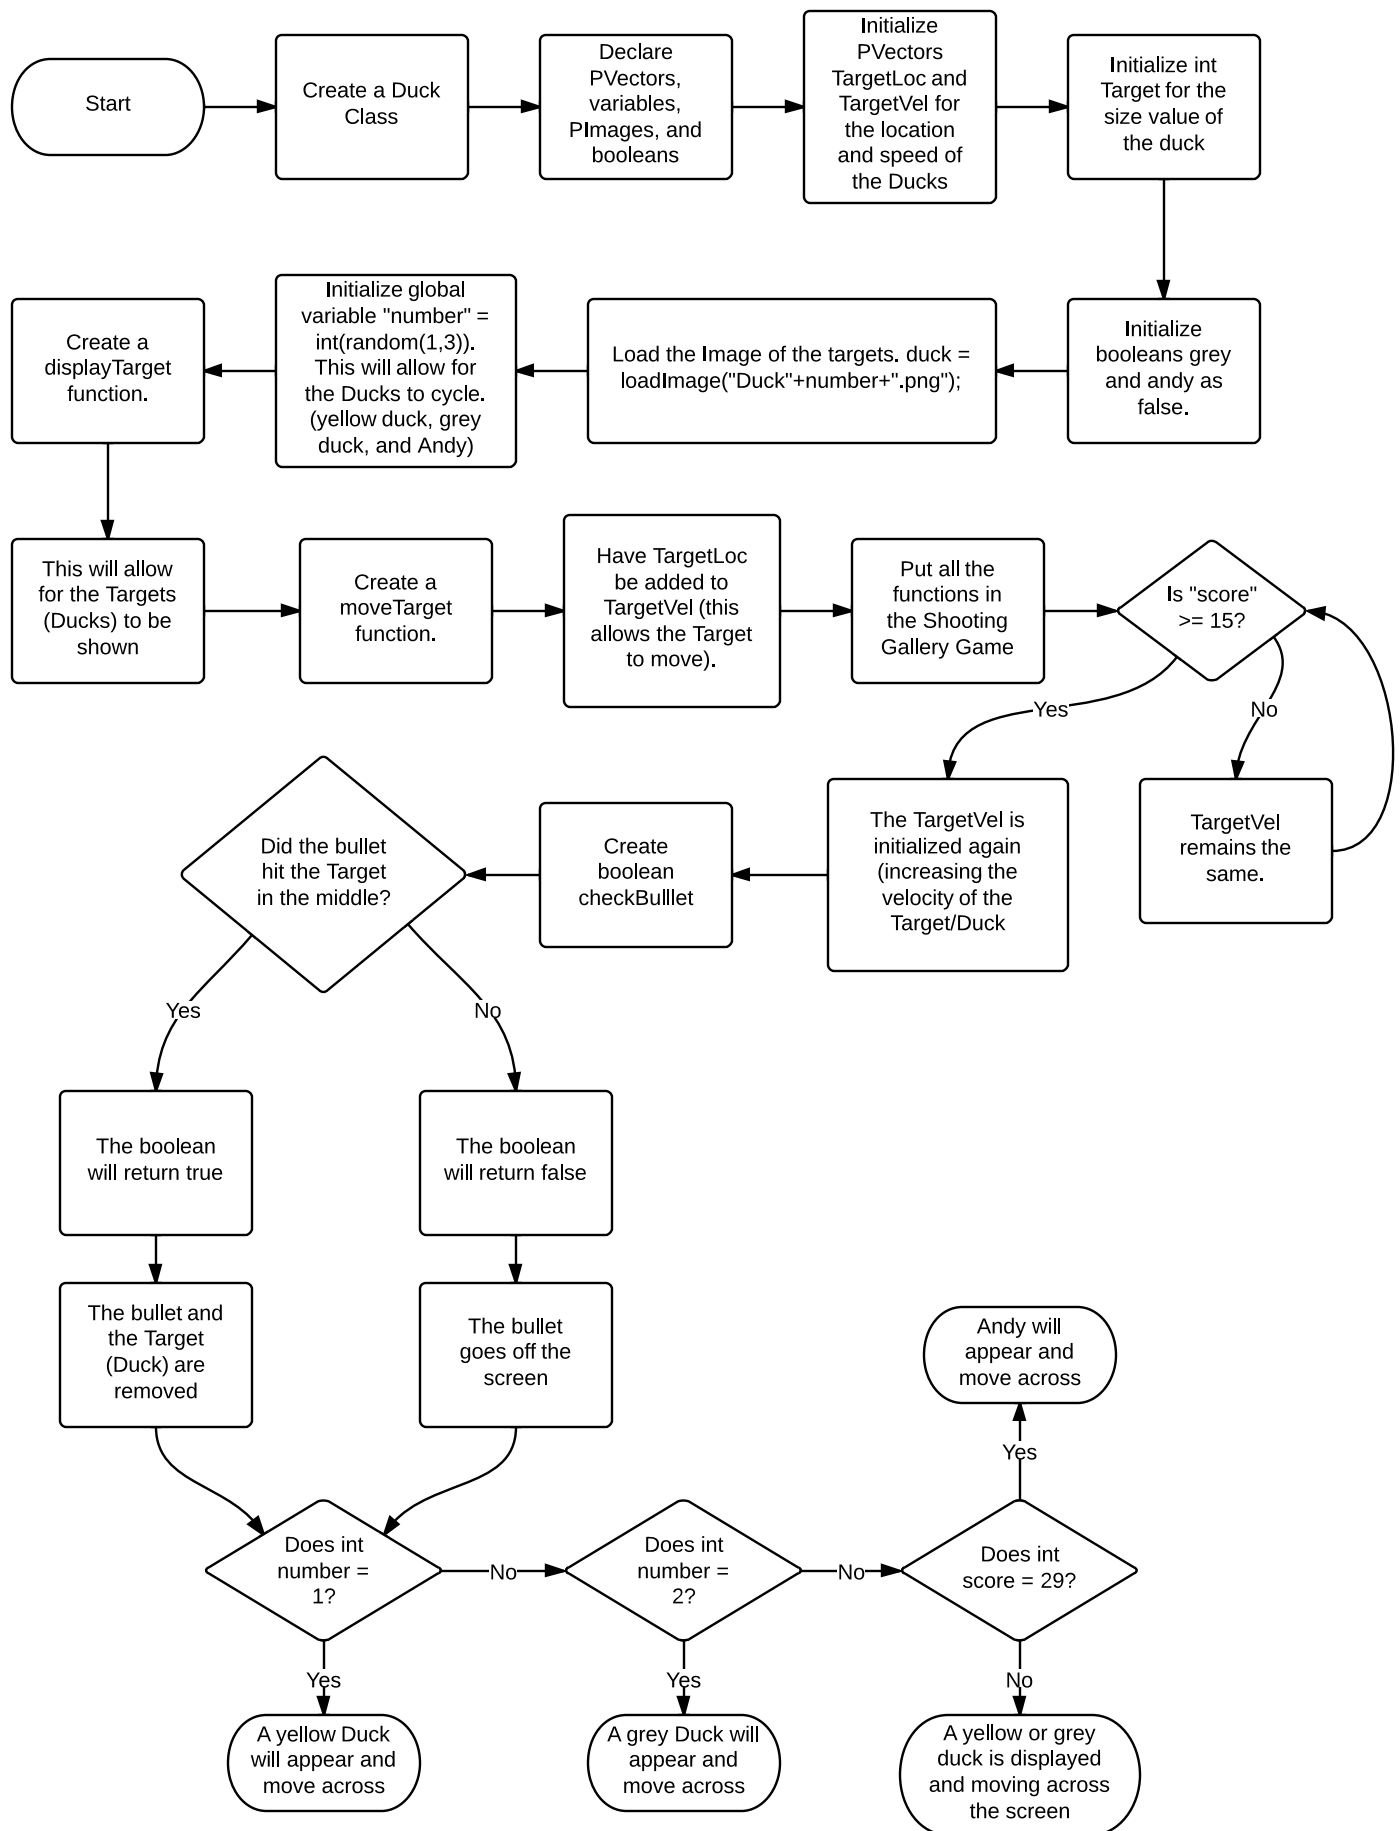 Start
Create a Duck
Class
Declare
PVectors,
variables,
PImages, and
booleans
Initialize
PVectors
TargetLoc and
TargetVel for
the location
and speed of
the Ducks
Initialize int
Target for the
size value of
the duck
Initialize
booleans grey
and andy as
false.
Load the Image of the targets. duck =
loadImage("Duck"+number+".png");
Initialize global
variable "number" =
int(random(1,3)).
This will allow for
the Ducks to cycle.
(yellow duck, grey
duck, and Andy)
Create a
displayTarget
function.
This will allow
for the Targets
(Ducks) to be
shown
Create a
moveTarget
function.
Have TargetLoc
be added to
TargetVel (this
allows the Target
to move).
Put all the
functions in
the Shooting
Gallery Game
Is "score"
>= 15?
Yes
No
TargetVel
remains the
same.
The TargetVel is
initialized again
(increasing the
velocity of the
Target/Duck
Create
boolean
checkBulllet
Did the bullet
hit the Target
in the middle?
Yes
No
The boolean
will return true
The boolean
will return false
The bullet and
the Target
(Duck) are
removed
The bullet
goes off the
screen
Does int
number =
1?
No
Yes
A yellow Duck
will appear and
move across
Does int
number =
2?
No
Yes
A grey Duck will
appear and
move across
Does int
score = 29?
Yes
Andy will
appear and
move across
No
A yellow or grey
duck is displayed
and moving across
the screen